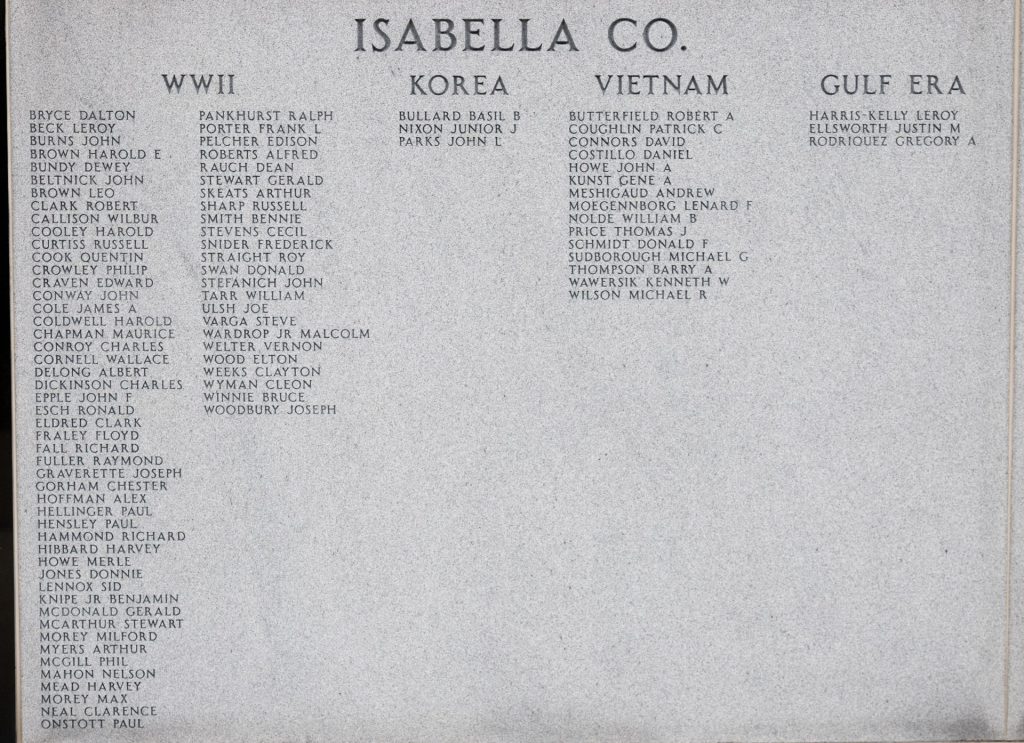 ISABELLA CO.
WWII
BRYCE DALTON
BECK LEROY
BURNS JOHN
BROWN HAROLD E
BUNDY DEWEY
BELTNICK JOHN
BROWN LEO
CLARK ROBERT
CALLISON WILBUR
COOLEY HAROLD
CURTISS RUSSELL
COOK QUENTIN
CROWLEY PHILIP
CRAVEN EDWARD
CONWAY JOHN
COLE JAMES A
COLDWELL HAROLD
CHAPMAN MAURICE
CONROY CHARLES
CORNELL WALLACE
DELONG ALBERT
DICKINSON CHARLES
EPPLE JOHN F
ESCH RONALD
ELDRED CLARK
FRALEY FLOYD
FALL RICHARD
FULLER RAYMOND
GRAVERETTE JOSEPH
GORHAM CHESTER
HOFFMAN ALEX
HELLINGER PAUL
HENSLEY PAUL
HAMMOND RICHARD
HIBBARD HARVEY
HOWE MERLE
JONES DONNIE
LENNOX SID
KNIPE JR BENJAMIN
MCDONALD GERALD
MCARTHUR STEWART
MOREY MILFORD
MYERS ARTHUR
MCGILL PHIL
MAHON NELSON
MEAD HARVEY
MOREY MAX
NEAL CLARENCE
ONSTOTT PAUL
PANKHURST RALPH
PORTER FRANK L
PELCHER EDISON
ROBERTS ALFRED
RAUCH DEAN
STEWART GERALD
SKEATS ARTHUR
SHARP RUSSELL
SMITH BENNIE
STEVENS CECIL
SNIDER FREDERICK
STRAIGHT ROY
SWAN DONALD
STEFANICH JOHN
TARR WILLIAM
ULSH JOE
VARGA STEVE
WARDROP JR MALCOLM
WELTER VERNON
WOOD ELTON
WEEKS CLAYTON
WYMAN CLEON
WINNIE BRUCE
WOODBURY JOSEPH
KOREA
BULLARD BASIL B
NIXON JUNIOR J
PARKS JOHN L
VIETNAM
BUTTERFIELD ROBERT A
COUGHLIN PATRICK C
CONNORS DAVID
COSTILLO DANIEL
HOWE JOHN A
KUNST GENE A
MESHIGAUD ANDREW
MOEGENNBORG LENARD F
NOLDE WILLIAM B
PRICE THOMAS J
SCHMIDT DONALD F
SUDBOROUGH MICHAEL G
THOMPSON BARRY A
WAWERSIK KENNETH W
WILSON MICHAEL R
GULF ERA
HARRIS-KELLY LEROY
ELLSWORTH JUSTIN M
RODRIOUEZ GREGORY A